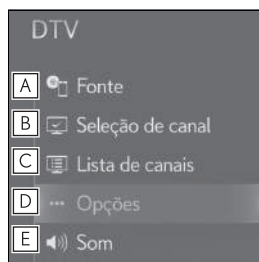 DTV
A Fonte
B Seleção de canal
C Lista de canais
D Opções
E Som